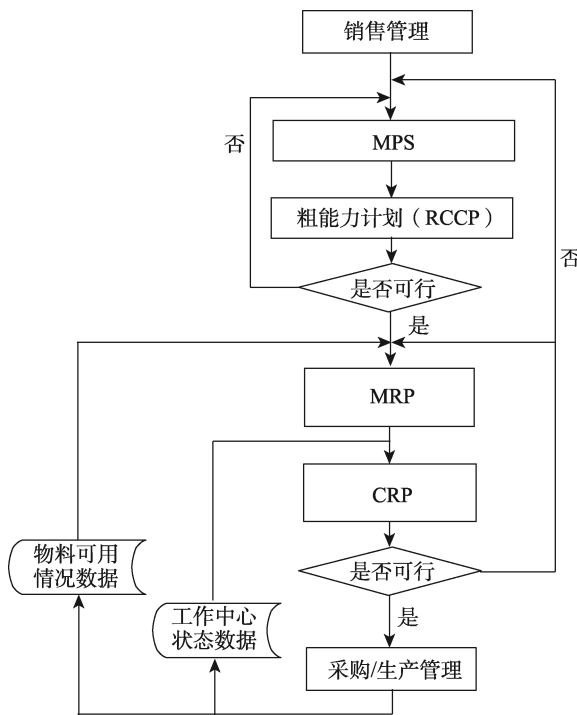 销售管理
否
MPS
粗能力计划（RCCP）
否
是否可行
是
MRP
CRP
物料可用
情况数据
是否可行
工作中心
状态数据
是
采购/生产管理